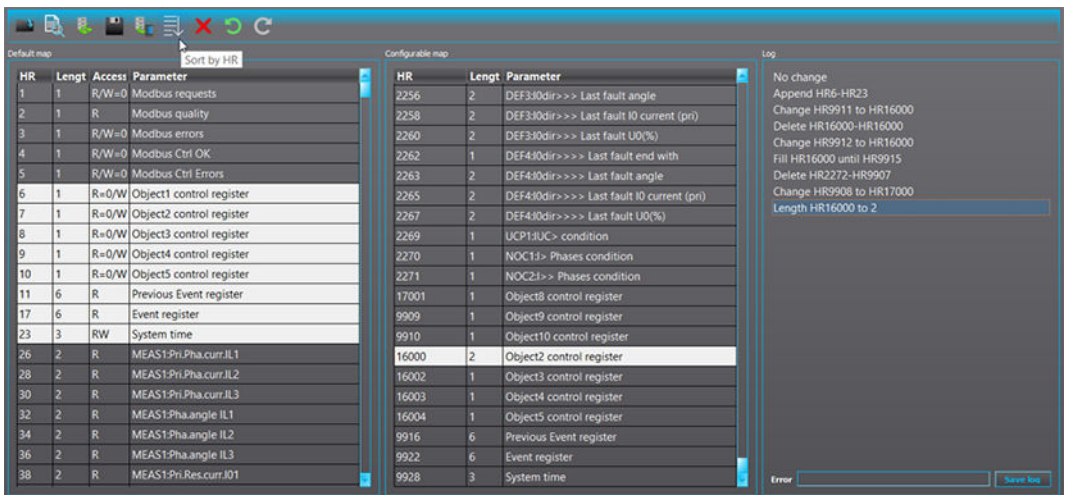 Sort by HR
Default map
HR Lengt Access Parameter
1 1 R/W=0 Modbus requests
2 1 R Modbus quality
3 1 R/W=0 Modbus errors
4 1 R/W=0 Modbus Ctrl OK
5 1 R/W=0 Modbus Ctrl Errors
6 1 R=0/W Object1 control register
7 1 R=0/W Object2 control register
8 1 R=0/W Object3 control register
9 1 R=0/W Object4 control register
10 1 R=0/W Object5 control register
11 6 R Previous Event register
17 6 R Event register
23 3 RW System time
26 2 R MEAS1:Pri.Pha.curr.IL1
28 2 R MEAS1:Pri.Pha.curr.IL2
30 2 R MEAS1:Pri.Pha.curr.IL3
32 2 R MEAS1:Pha.angle IL1
34 2 R MEAS1:Pha.angle IL2
36 2 R MEAS1:Pha.angle IL3
38 2 R MEAS1:Pri.Res.curr.I01
Configurable map
HR Lengt Parameter
2256 2 DEF3:I0dir>>> Last fault angle
2258 2 DEF3:I0dir>>> Last fault I0 current (pri)
2260 2 DEF3:I0dir>>> Last fault U0(%)
2262 1 DEF4:I0dir>>>> Last fault end with
2263 2 DEF4:I0dir>>>> Last fault angle
2265 2 DEF4:I0dir>>>> Last fault I0 current (pri)
2267 2 DEF4:I0dir>>>> Last fault U0(%)
2269 1 UCP1:IUC> condition
2270 1 NOC1:I> Phases condition
2271 1 NOC2:I>> Phases condition
17001 1 Object8 control register
9909 1 Object9 control register
9910 1 Object10 control register
16000 2 Object2 control register
16002 1 Object3 control register
16003 1 Object4 control register
16004 1 Object5 control register
9916 6 Previous Event register
9922 6 Event register
9928 3 System time
Log
No change
Append HR6-HR23
Change HR9911 to HR16000
Delete HR16000-HR16000
Change HR9912 to HR16000
Fill HR16000 until HR9915
Delete HR2272-HR9907
Change HR9908 to HR17000
Length HR16000 to 2
Error
Save log